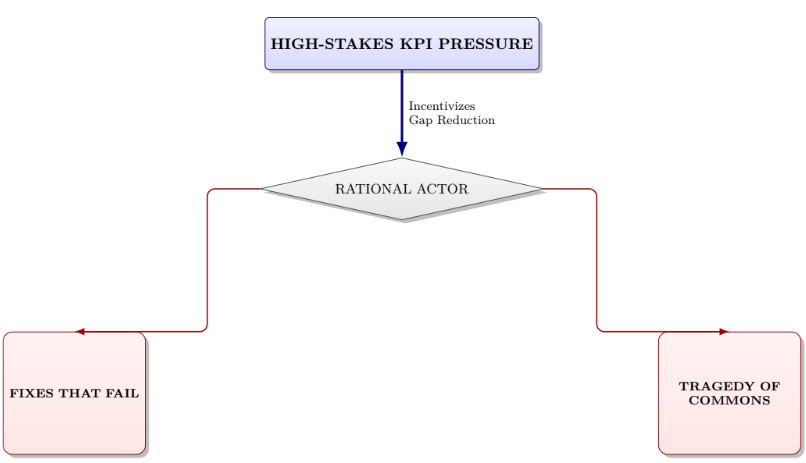 HIGH-STAKES KPI PRESSURE
Incentivizes
Gap Reduction
RATIONAL ACTOR
FIXES THAT FAIL
TRAGEDY OF
COMMONS